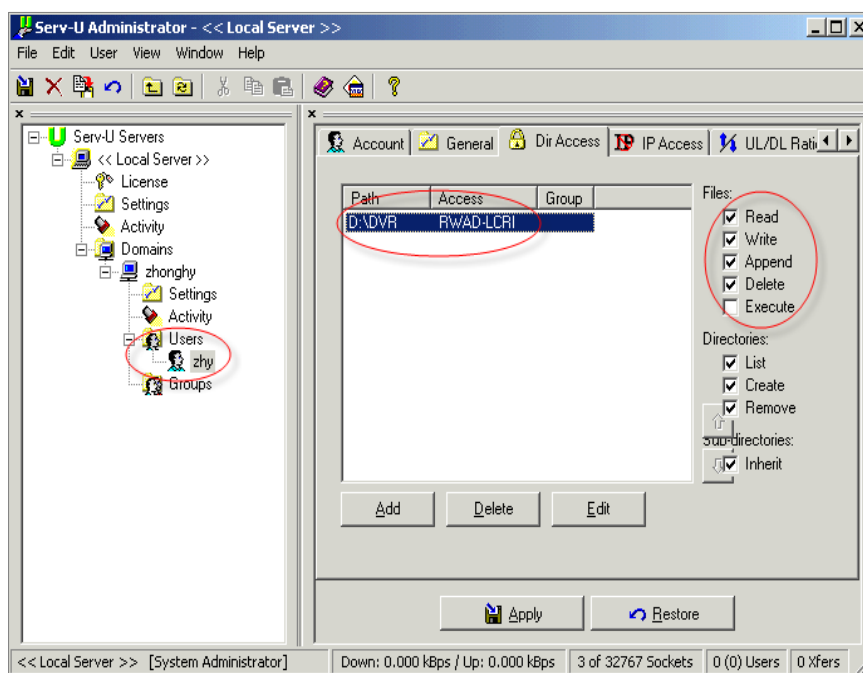 Serv-U Administrator - << Local Server >>
File Edit User View Window Help
Serv-U Servers
<< Local Server >>
License
Settings
Activity
Domains
zhonghy
Settings
Activity
Users
zhy
Groups
Account General Dir Access IP Access UL/DL Rati
Path Access Group
D:\DVR RWAD-LCRI
Files:
Read
Write
Append
Delete
Execute
Directories:
List
Create
Remove
Sub-directories:
Inherit
Add Delete Edit
Apply Restore
<< Local Server >> [System Administrator] Down: 0.000 kBps / Up: 0.000 kBps 3 of 32767 Sockets 0 (0) Users 0 Xfers